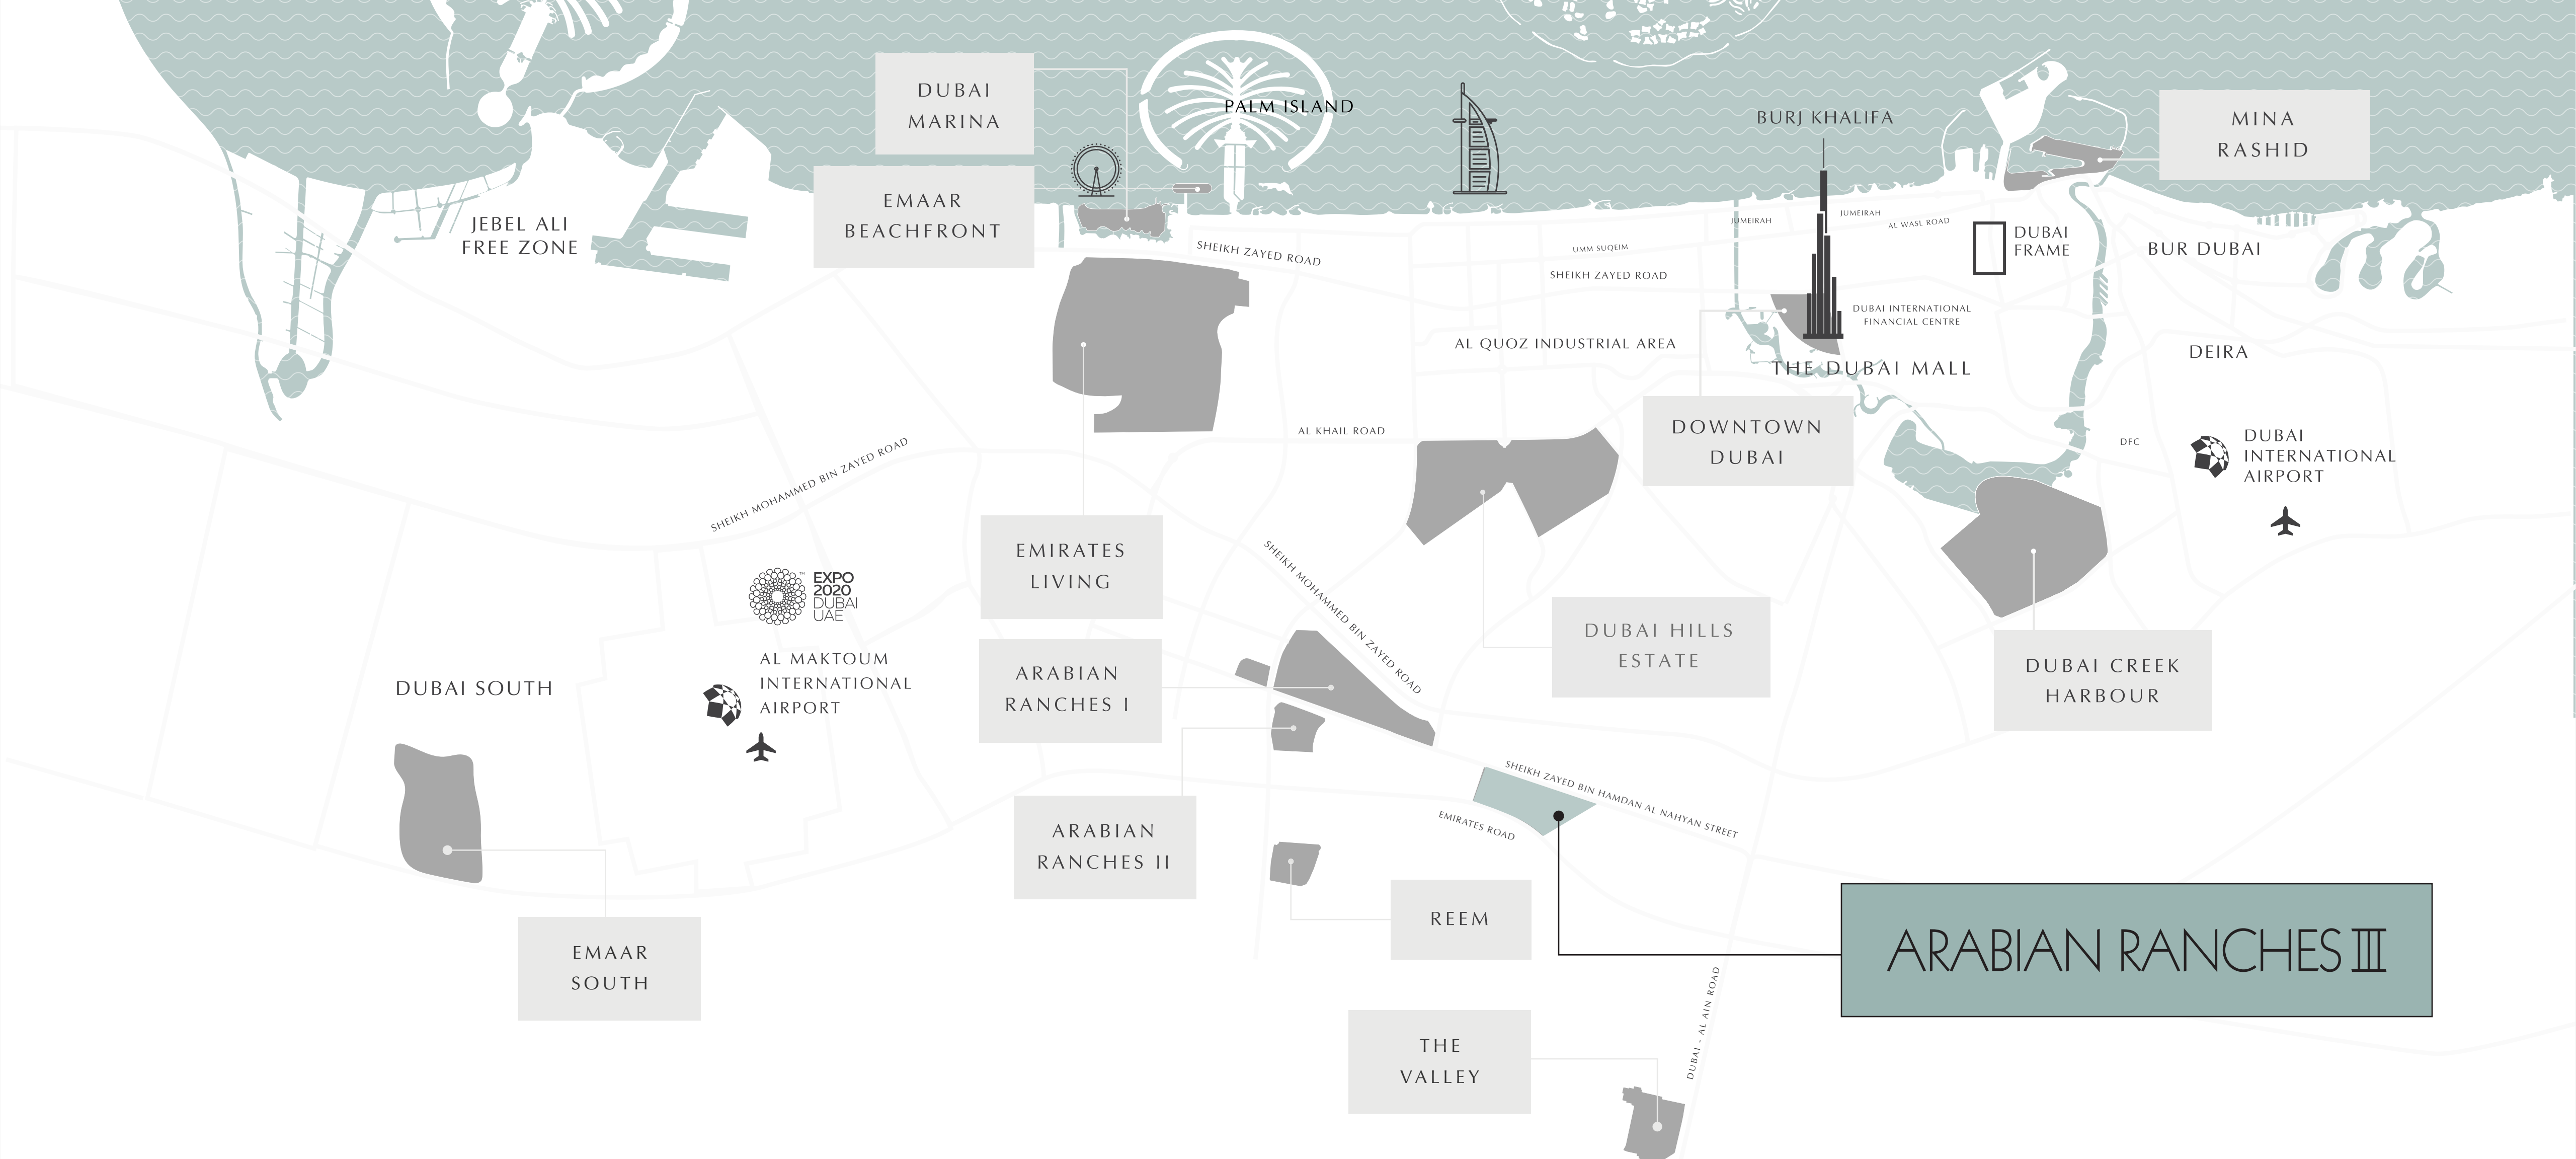 DUBAI
MARINA
PALM ISLAND
BURJ KHALIFA
MINA
RASHID
EMAAR
BEACHFRONT
JEBEL ALI
FREE ZONE
SHEIKH ZAYED ROAD
UMM SUQEIM
SHEIKH ZAYED ROAD
JUMEIRAH
JUMEIRAH
AL WASL ROAD
DUBAI
FRAME
BUR DUBAI
DUBAI INTERNATIONAL
FINANCIAL CENTRE
AL QUOZ INDUSTRIAL AREA
THE DUBAI MALL
DEIRA
DOWNTOWN
DUBAI
AL KHAIL ROAD
DFC
DUBAI
INTERNATIONAL
AIRPORT
SHEIKH MOHAMMED BIN ZAYED ROAD
EMIRATES
LIVING
SHEIKH MOHAMMED BIN ZAYED ROAD
EXPO
2020
DUBAI
UAE
TM
DUBAI HILLS
ESTATE
DUBAI CREEK
HARBOUR
AL MAKTOUM
INTERNATIONAL
AIRPORT
DUBAI SOUTH
ARABIAN
RANCHES I
SHEIKH ZAYED BIN HAMDAN AL NAHYAN STREET
EMIRATES ROAD
ARABIAN
RANCHES II
REEM
ARABIAN RANCHES III
EMAAR
SOUTH
DUBAI - AL AIN ROAD
THE
VALLEY